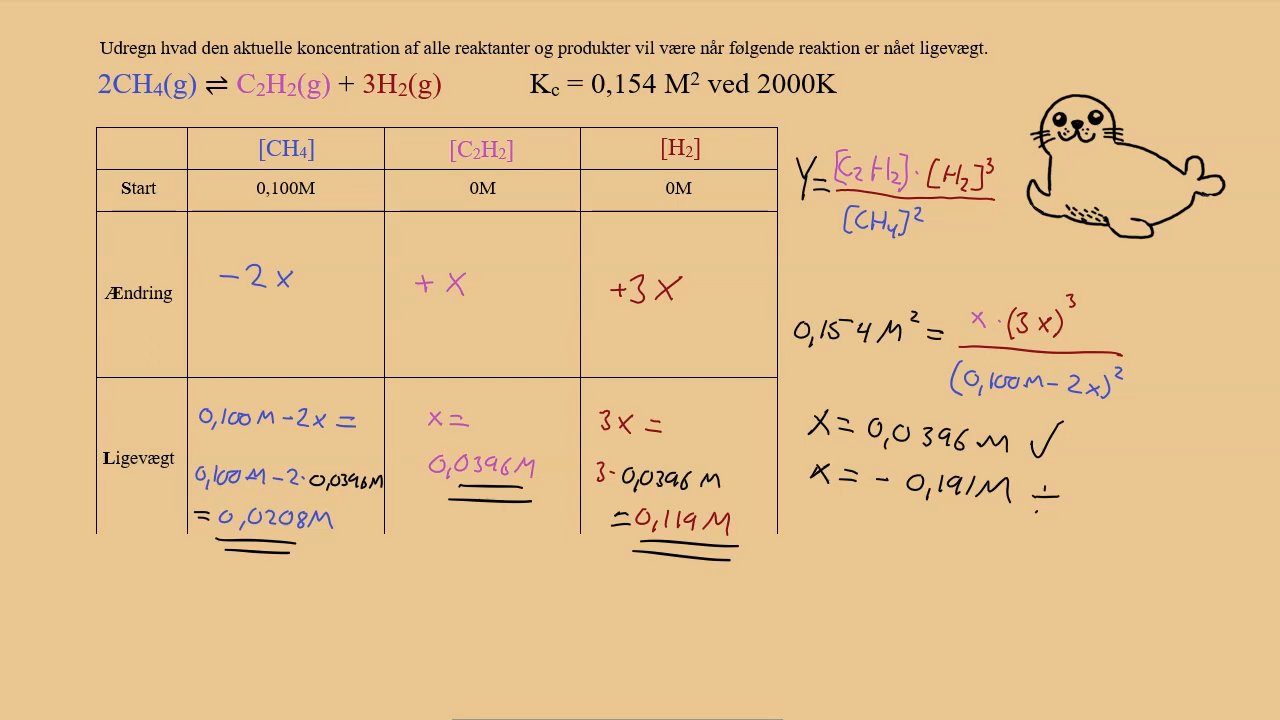 Udregn hvad den aktuelle koncentration af alle reaktanter og produkter vil være når følgende reaktion er nået ligevægt.
2CH₄(g) ⇌ C₂H₂(g) + 3H₂(g) K꜀ = 0,154 M² ved 2000K
[CH₄] [C₂H₂] [H₂]
Start 0,100M 0M 0M
Ændring -2x +x +3x
Ligevægt
0,100M-2x= x= 3x=
0,100M-2·0,0396M 0,0396M 3·0,0396M
=0,0208M =0,119M
Y= [C₂H₂]·[H₂]³
[CH₄]²
0,154M²= x·(3x)³
(0,100M-2x)²
x=0,0396M ✓
x=-0,191M ÷